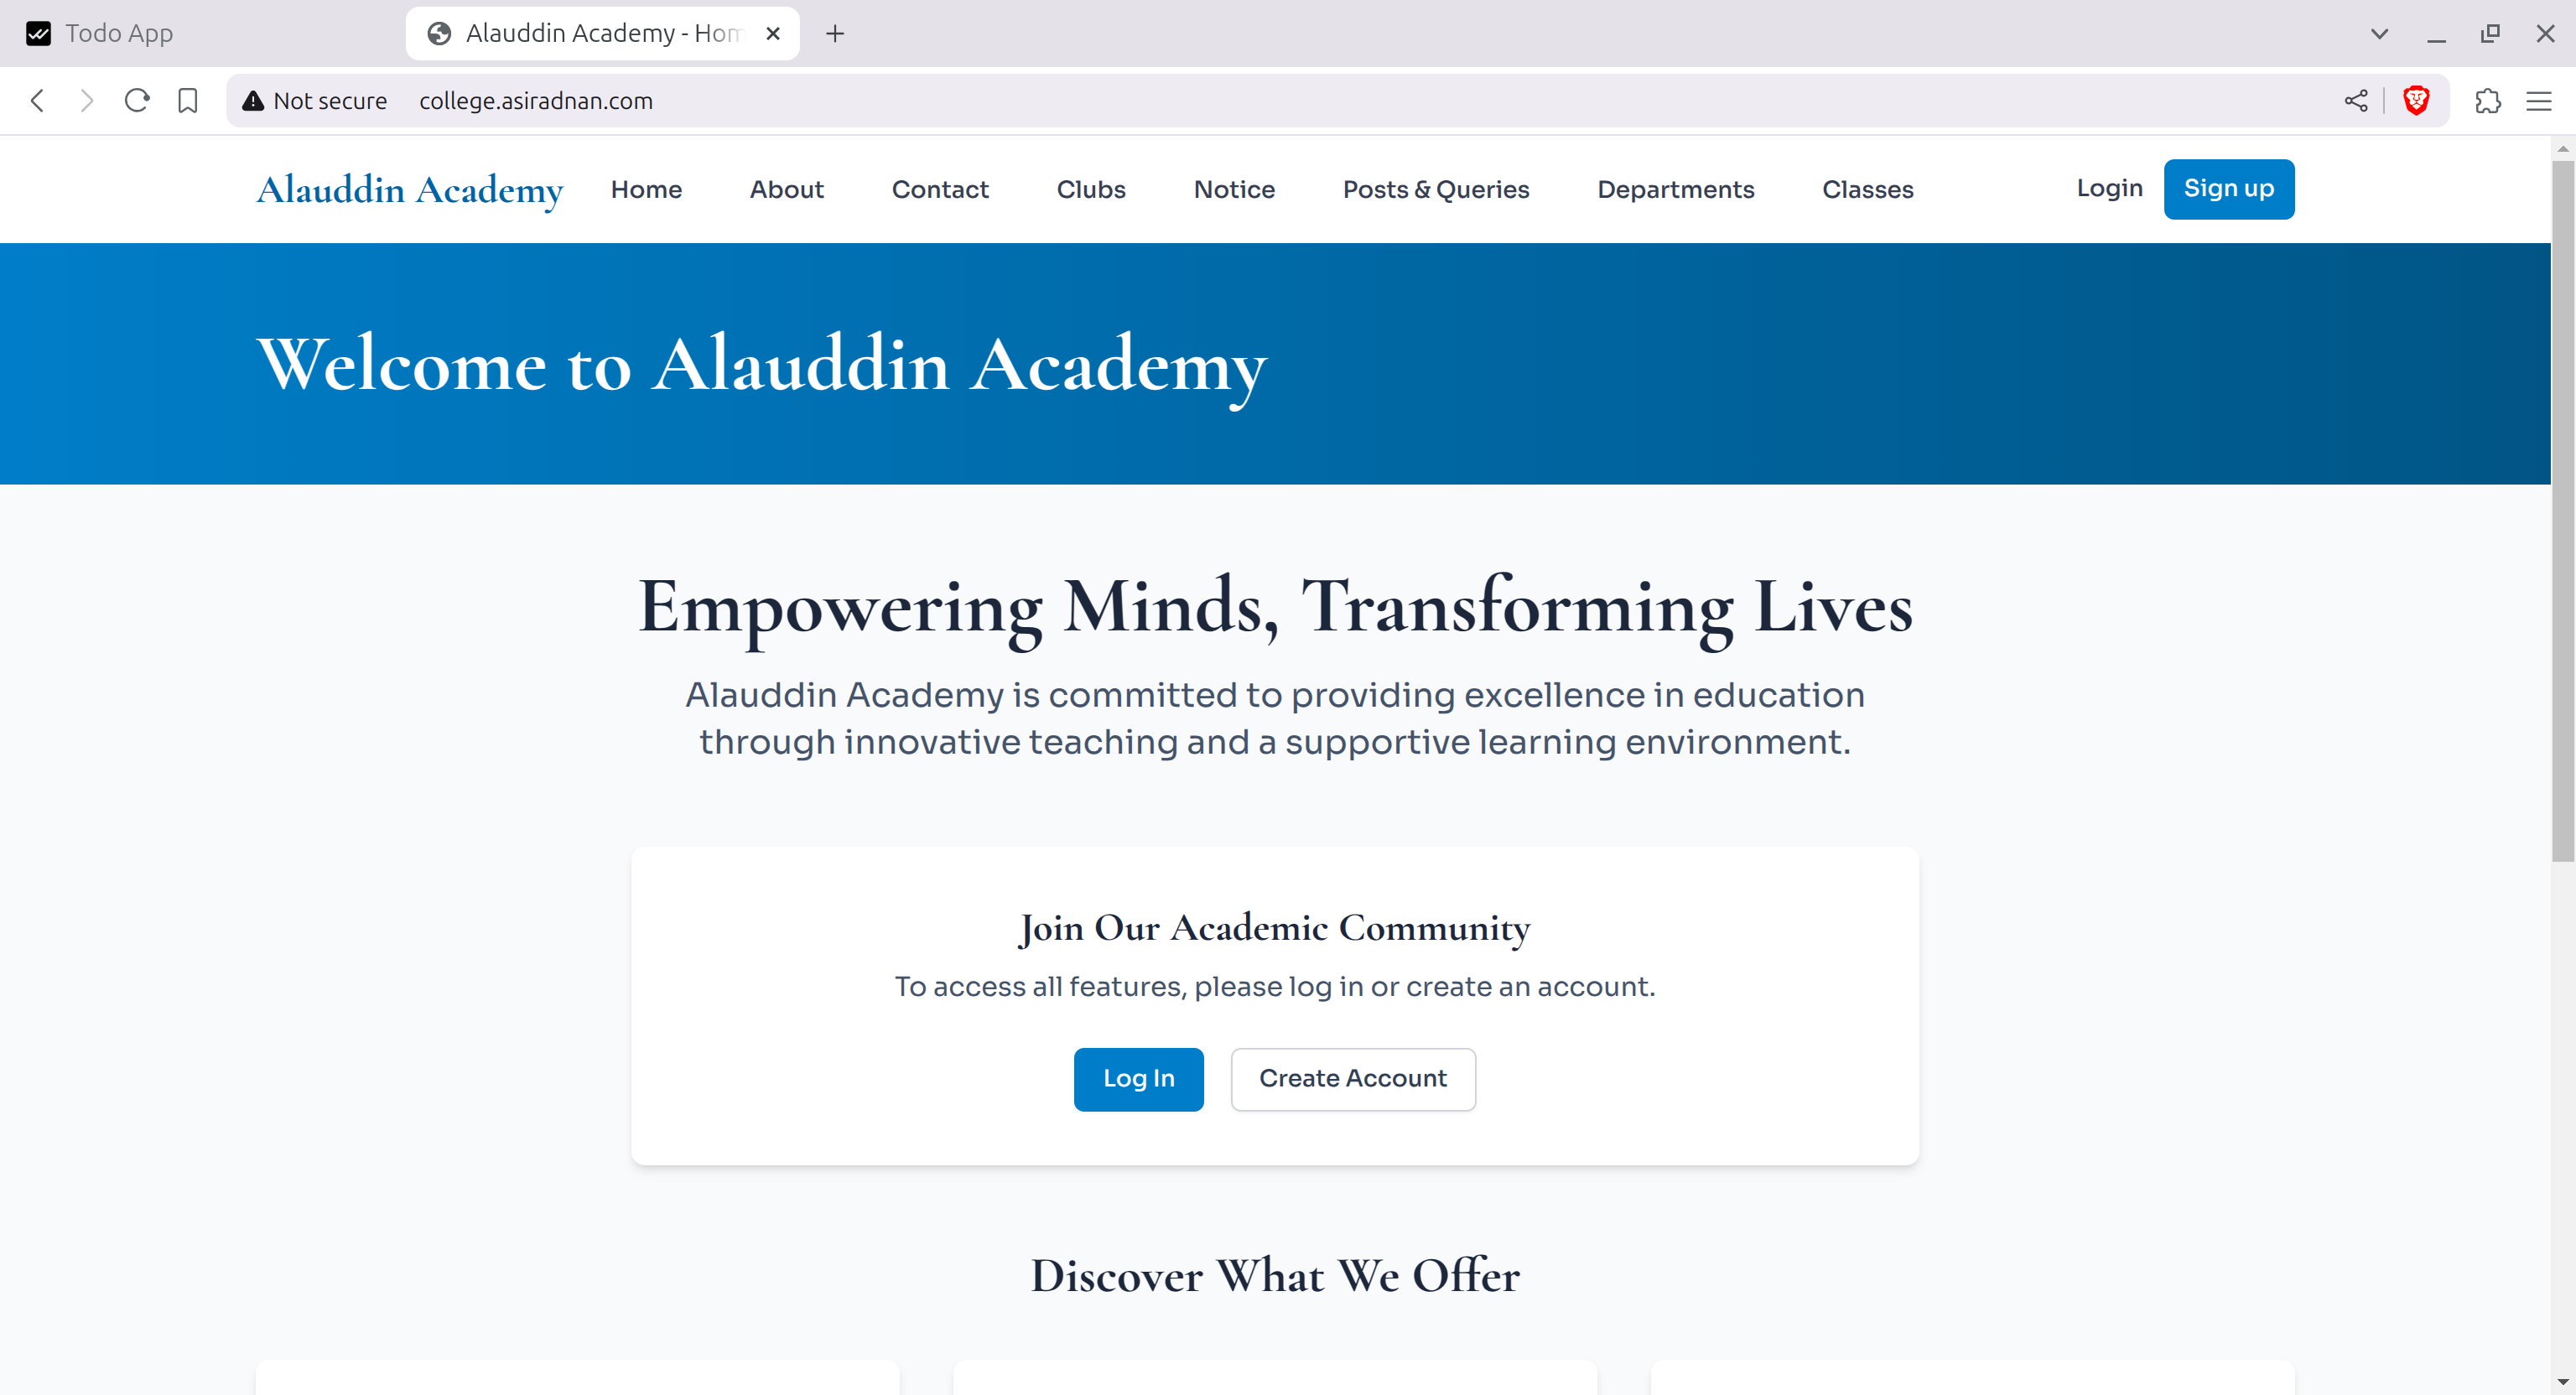 Todo App
Alauddin Academy - Hom
Not secure college.asiradnan.com
Alauddin Academy Home About Contact Clubs Notice Posts & Queries Departments Classes Login Sign up
Welcome to Alauddin Academy
Empowering Minds, Transforming Lives
Alauddin Academy is committed to providing excellence in education
through innovative teaching and a supportive learning environment.
Join Our Academic Community
To access all features, please log in or create an account.
Log In Create Account
Discover What We Offer